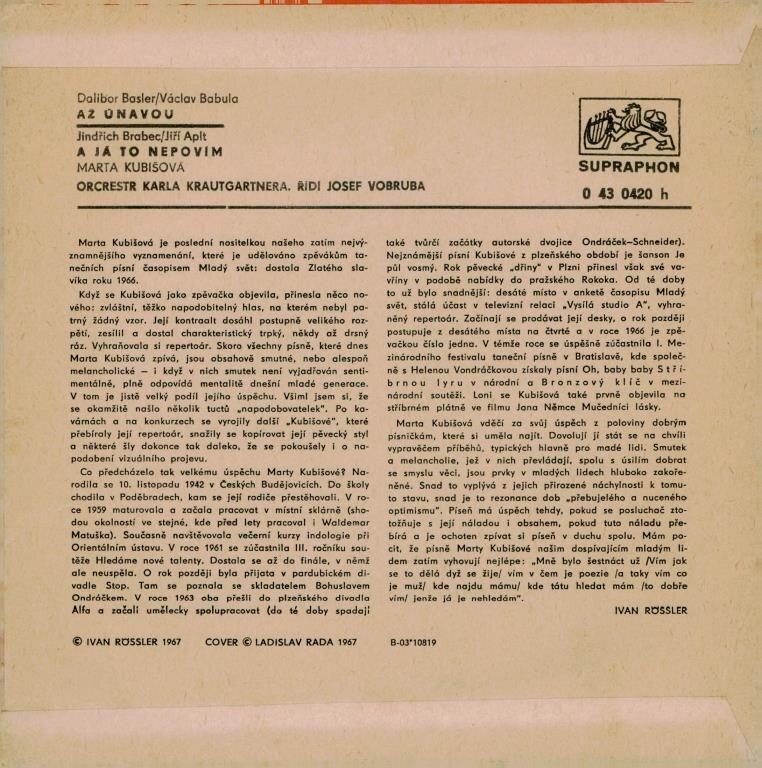 Dalibor Basler/Václav Babula
AŽ ÚNAVOU
Jindřich Brabec/Jiří Aplt
A JÁ TO NEPOVÍM
MARTA KUBIŠOVÁ
ORCRESTR KARLA KRAUTGARTNERA. ŘÍDÍ JOSEF VOBRUBA
SUPRAPHON
0 43 0420 h
Marta Kubišová je poslední nositelkou našeho zatím nejvý-
znamnějšího vyznamenání, které je udělováno zpěvákům ta-
nečních písní časopisem Mladý svět: dostala Zlatého sla-
víka roku 1966.
Když se Kubišová jako zpěvačka objevila, přinesla něco no-
vého: zvláštní, těžko napodobitelný hlas, na kterém nebyl pa-
trný žádný vzor. Její kontraalt dosáhl postupně velikého roz-
pětí, zesílil a dostal charakteristický trpký, někdy až drsný
ráz. Vyhraňovala si repertoár. Skoro všechny písně, které dnes
Marta Kubišová zpívá, jsou obsahově smutné, nebo alespoň
melancholické – i když v nich smutek není vyjadřován senti-
mentálně, plně odpovídá mentalitě dnešní mladé generace.
V tom je jistě velký podíl jejího úspěchu. Všiml jsem si, že
se okamžitě našlo několik tuctů „napodobovatelek". Po ka-
várnách a na konkursech se vyrojily další „Kubišové", které
přebíraly její repertoár, snažily se kopírovat její pěvecký styl
a některé šly dokonce tak daleko, že se pokoušely i o na-
podobení vizuálního projevu.
Co předcházelo tak velkému úspěchu Marty Kubišové? Na-
rodila se 10. listopadu 1942 v Českých Budějovicích. Do školy
chodila v Poděbradech, kam se její rodiče přestěhovali. V ro-
ce 1959 maturovala a začala pracovat v místní sklárně (sho-
dou okolností ve stejné, kde před lety pracoval i Waldemar
Matuška). Současně navštěvovala večerní kurzy indologie při
Orientálním ústavu. V roce 1961 se zúčastnila III. ročníku sou-
těže Hledáme nové talenty. Dostala se až do finále, v němž
ale neuspěla. O rok později byla přijata v pardubickém di-
vadle Stop. Tam se poznala se skladatelem Bohuslavem
Ondráčkem. V roce 1963 oba přešli do plzeňského divadla
Alfa a začali umělecky spolupracovat (do té doby spadají
také tvůrčí začátky autorské dvojice Ondráček–Schneider).
Nejznámější písní Kubišové z plzeňského období je šanson Je
půl vosmý. Rok pěvecké „dřiny" v Plzni přinesl však své va-
vříny v podobě nabídky do pražského Rokoka. Od té doby
to už bylo snadnější: desáté místo v anketě časopisu Mladý
svět, stálá účast v televizní relaci „Vysílá studio A", vyhra-
něný repertoár. Začínají se prodávat její desky, o rok později
postupuje z desátého místa na čtvrté a v roce 1966 je zpě-
vačkou číslo jedna. V témže roce se úspěšně zúčastnila I. Me-
zinárodního festivalu taneční písně v Bratislavě, kde společ-
ně s Helenou Vondráčkovou získaly písní Oh, baby baby Stří-
brnou lyru v národní a Bronzový klíč v mezi-
národní soutěži. Loni se Kubišová také prvně objevila na
stříbrném plátně ve filmu Jana Němce Mučedníci lásky.
Marta Kubišová vděčí za svůj úspěch z poloviny dobrým
písničkám, které si uměla najít. Dovolují jí stát se na chvíli
vypravěčem příběhů, typických hlavně pro mladé lidi. Smutek
a melancholie, jež v nich převládají, spolu s úsilím dobrat
se smyslu věcí, jsou prvky v mladých lidech hluboko zakoře-
něné. Snad to vyplývá z jejich přirozené náchylnosti k tomu-
to stavu, snad je to rezonance dob „přebujelého a nuceného
optimismu". Píseň má úspěch tehdy, pokud se posluchač zto-
tožňuje s její náladou i obsahem, pokud tuto náladu pře-
bírá a je ochoten zpívat si píseň v duchu spolu. Mám po-
cit, že písně Marty Kubišové našim dospívajícím mladým li-
dem zatím vyhovují nejlépe: „Mně bylo šestnáct už /Vím jak
se to dělá dýž se žije/ vím v čem je poezie /a taky vím co
je muž/ kde najdu mámu/ kde tátu hledat mám /to dobře
vím/ jenže já je nehledám".
IVAN RÖSSLER
© IVAN RÖSSLER 1967 COVER © LADISLAV RADA 1967 B-03*10819